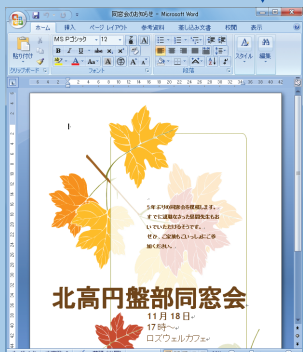 同窓会のお知らせ - Microsoft Word
ホーム 挿入 ページ レイアウト 参考資料 差し込み文書 校閲 表示
MS Pゴシック 12
貼り付け
スタイル 編集
クリップボード フォント 段落
5年ぶりの同窓会を開催します。
すでに退職なさった黒岡先生もお
いでいただけるそうです。
ぜひ、ご家族もごいっしょにご参
加ください。
北高円盤部同窓会
11月18日
17時～
ロズウェルカフェ